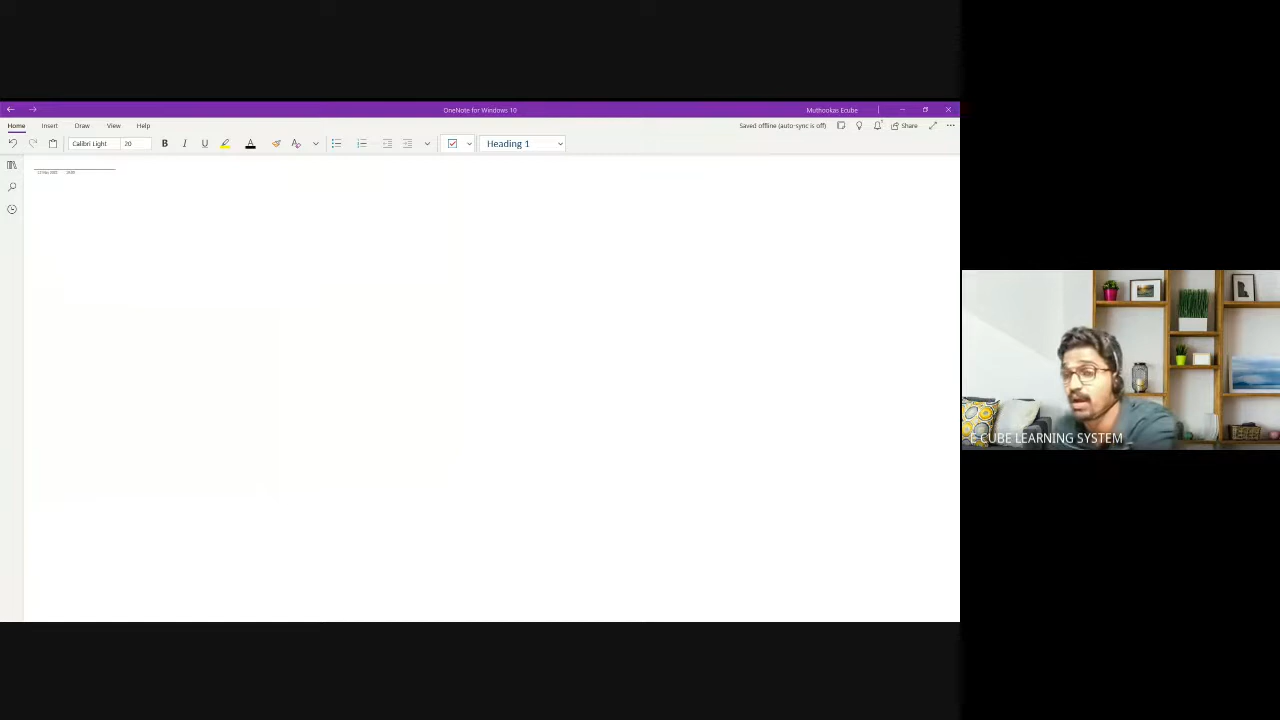 OneNote for Windows 10
Muthookas Ecube
Home Insert Draw View Help
Saved offline (auto-sync is off)
Share
Calibri Light 20
B I U A
Heading 1
E CUBE LEARNING SYSTEM